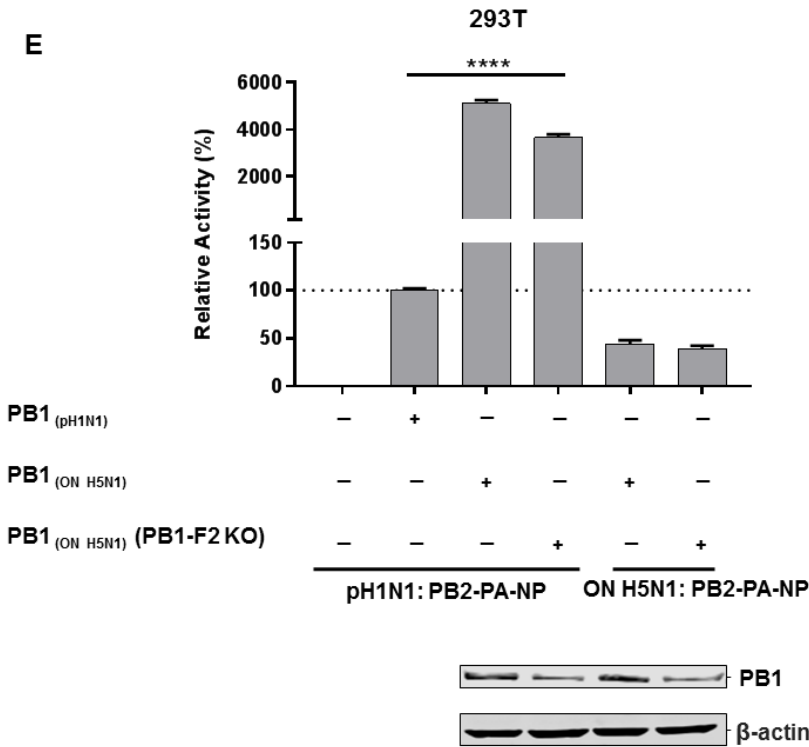 293T
E
****
Relative Activity (%)
6000
4000
2000
150
100
50
0
PB1 (pH1N1) – + – – – –
PB1 (ON H5N1) – – + – + –
PB1 (ON H5N1) (PB1-F2 KO) – – – + – +
pH1N1: PB2-PA-NP ON H5N1: PB2-PA-NP
PB1
β-actin